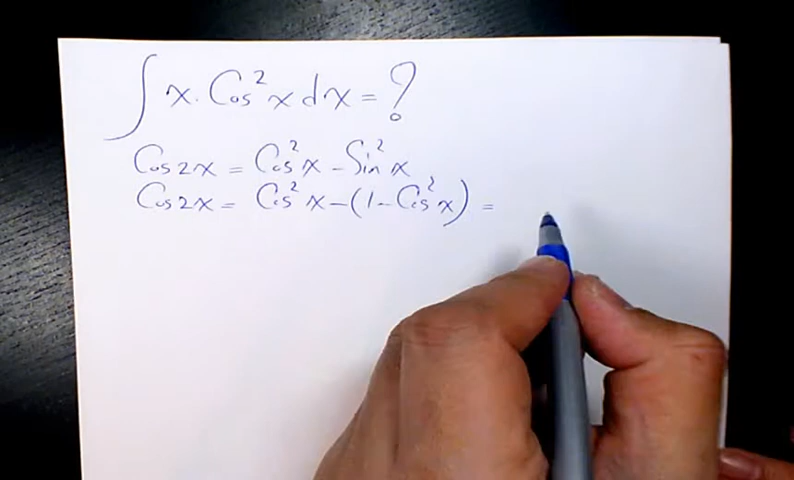 ∫ x. Cos²x dx = ?
Cos2x = Cos²x - Sin²x
Cos2x = Cos²x - (1 - Cos²x) =